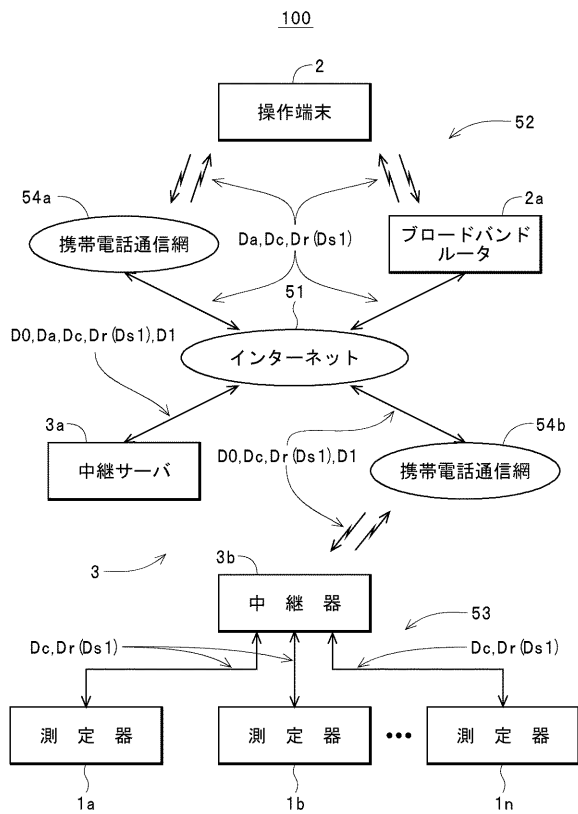 100
2
操作端末
52
54a
2a
携帯電話通信網
Da,Dc,Dr(Ds1)
ブロードバンド
ルータ
51
D0,Da,Dc,Dr(Ds1),D1
インターネット
3a
54b
中継サーバ
D0,Dc,Dr(Ds1),D1
携帯電話通信網
3
3b
中 継 器
53
Dc,Dr(Ds1)
Dc,Dr(Ds1)
測 定 器
測 定 器
•••
測 定 器
1a
1b
1n